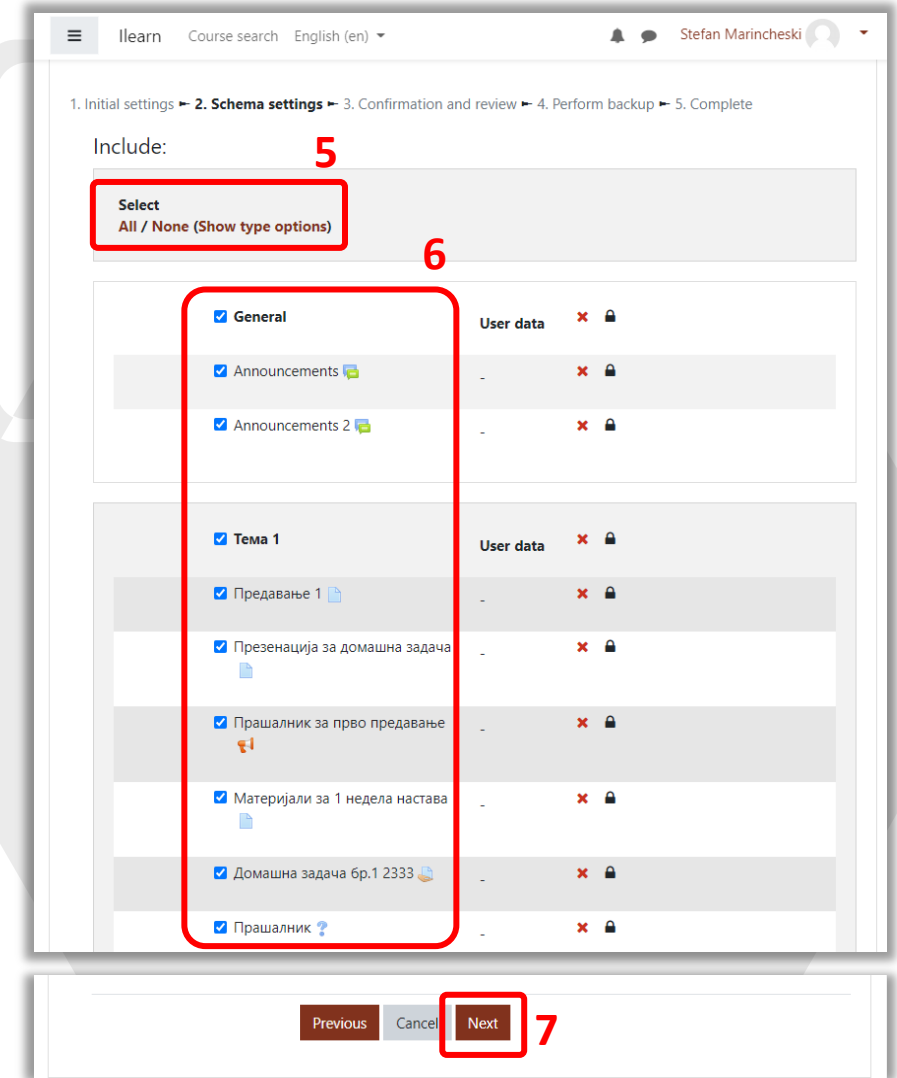 Ilearn Course search English (en) Stefan Marincheski
1. Initial settings ► 2. Schema settings ► 3. Confirmation and review ► 4. Perform backup ► 5. Complete
Include:
5
Select
All / None (Show type options)
6
General User data
Announcements -
Announcements 2 -
Тема 1 User data
Предавање 1 -
Презенација за домашна задача -
Прашалник за прво предавање -
Материјали за 1 недела настава -
Домашна задача бр.1 2333 -
Прашалник -
Previous Cancel Next 7